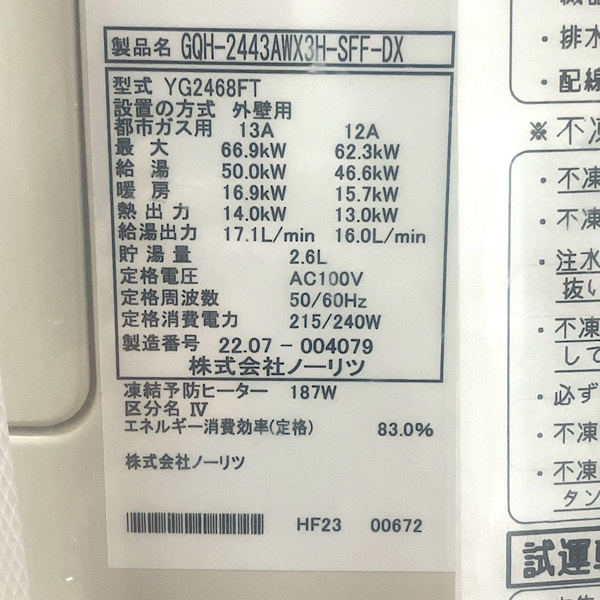 製品名 GQH-2443AWX3H-SFF-DX
型式 YG2468FT
設置の方式 外壁用
都市ガス用 13A 12A
最大 66.9kW 62.3kW
給湯 50.0kW 46.6kW
暖房 16.9kW 15.7kW
熱出力 14.0kW 13.0kW
給湯出力 17.1L/min 16.0L/min
貯湯量 2.6L
定格電圧 AC100V
定格周波数 50/60Hz
定格消費電力 215/240W
製造番号 22.07-004079
株式会社ノーリツ
凍結予防ヒーター 187W
区分名 Ⅳ
エネルギー消費効率(定格) 83.0%
株式会社ノーリツ
HF23 00672
・排水
・配線
※不凍
・不凍
・不凍
・注水
抜い
・不凍
して
・必ず
・不凍
・不凍
タン
試運